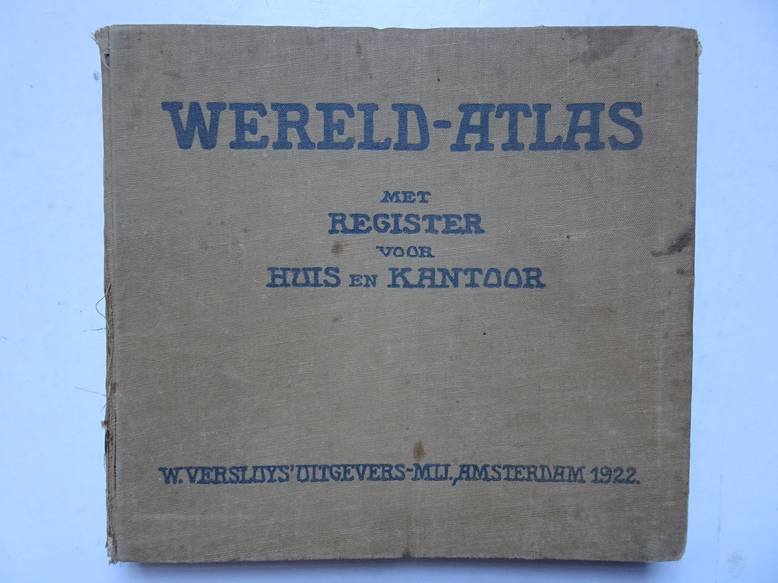 WERELD-ATLAS
MET
REGISTER
VOOR
HUIS EN KANTOOR
W. VERSLUYS' UITGEVERS-MIJ., AMSTERDAM 1922.